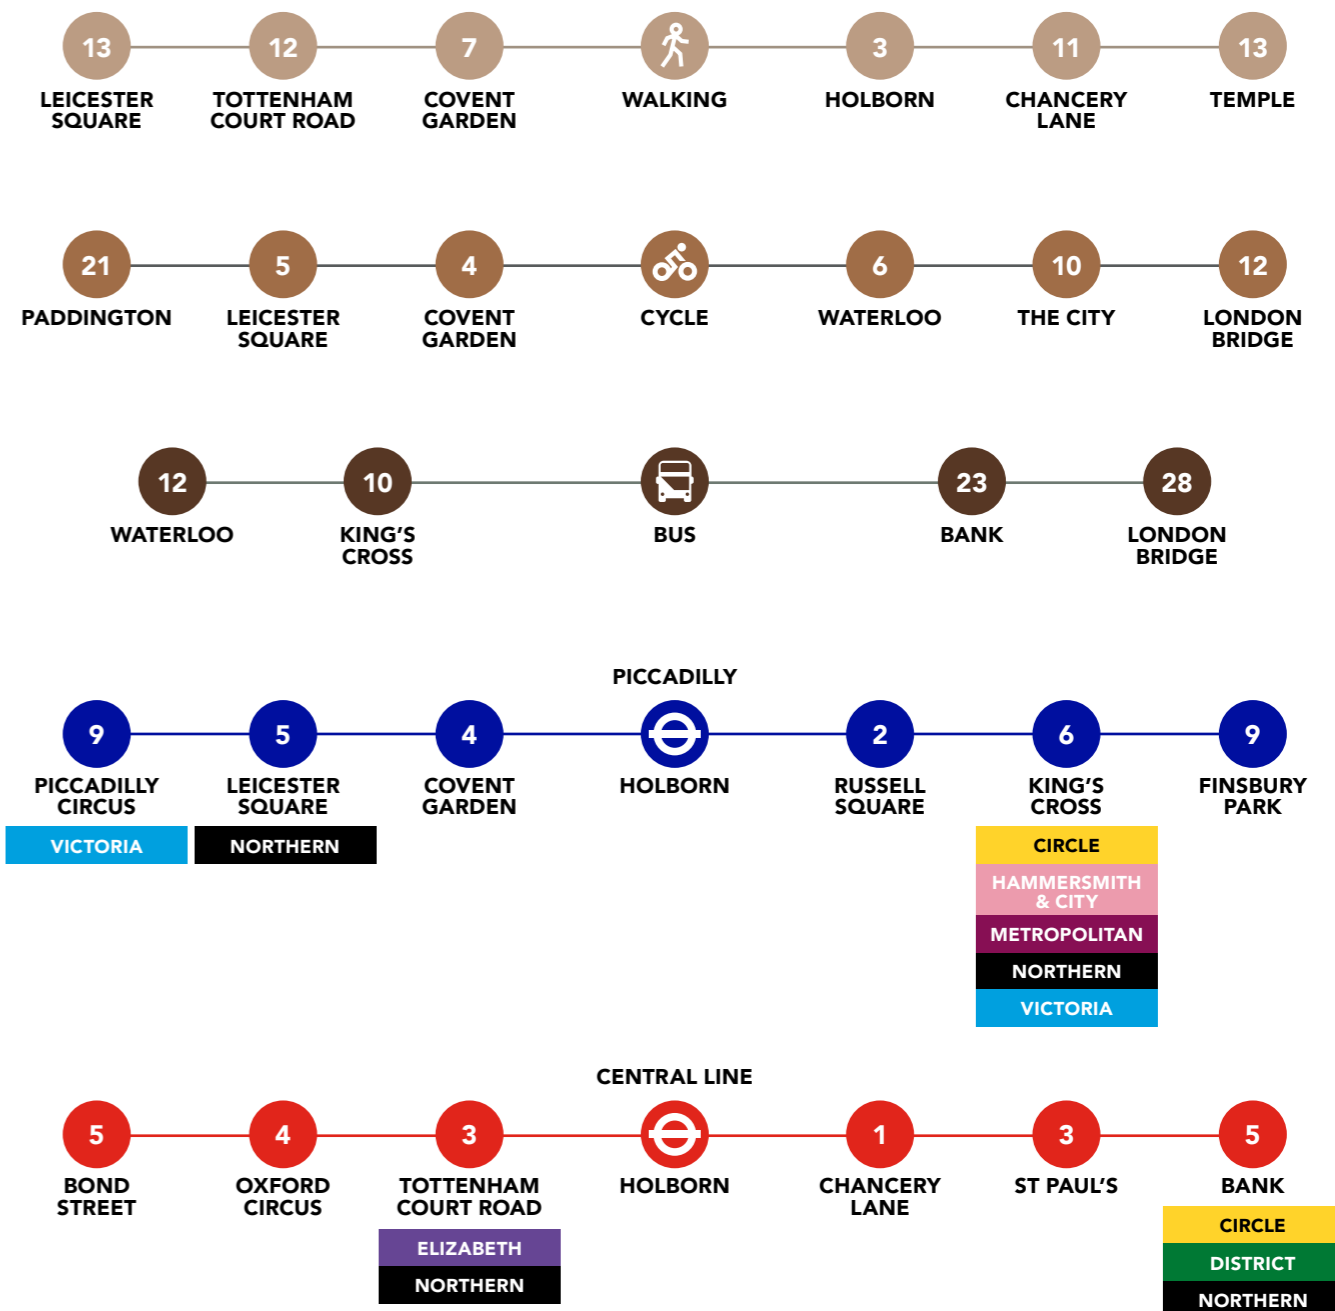 13 12 7 3 11 13
LEICESTER TOTTENHAM COVENT WALKING HOLBORN CHANCERY TEMPLE
SQUARE COURT ROAD GARDEN LANE
21 5 4 6 10 12
PADDINGTON LEICESTER COVENT CYCLE WATERLOO THE CITY LONDON
SQUARE GARDEN BRIDGE
12 10 23 28
WATERLOO KING'S BUS BANK LONDON
CROSS BRIDGE
PICCADILLY
9 5 4 2 6 9
PICCADILLY LEICESTER COVENT HOLBORN RUSSELL KING'S FINSBURY
CIRCUS SQUARE GARDEN SQUARE CROSS PARK
VICTORIA NORTHERN CIRCLE
HAMMERSMITH
& CITY
METROPOLITAN
NORTHERN
VICTORIA
CENTRAL LINE
5 4 3 1 3 5
BOND OXFORD TOTTENHAM HOLBORN CHANCERY ST PAUL'S BANK
STREET CIRCUS COURT ROAD LANE
CIRCLE
ELIZABETH DISTRICT
NORTHERN NORTHERN